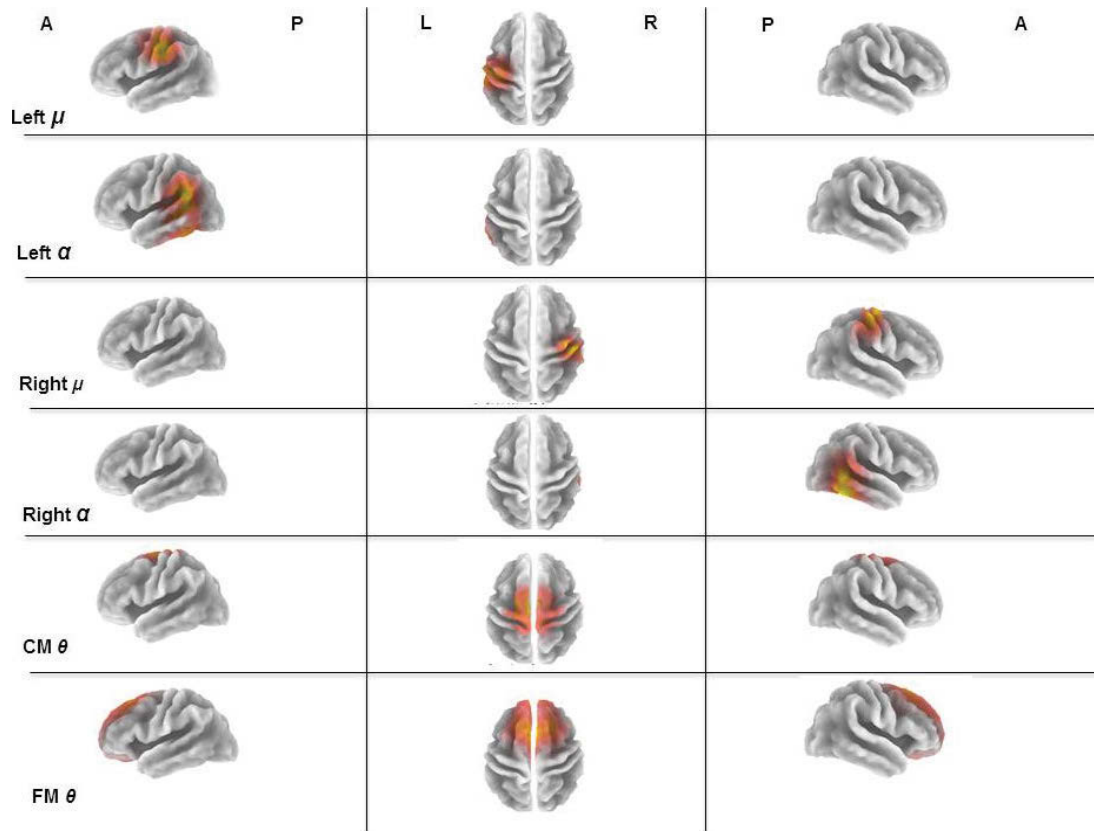 A P L R P A
Left μ
Left α
Right μ
Right α
CM θ
FM θ